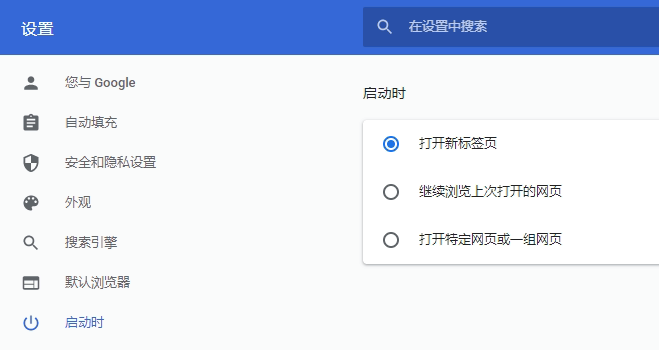 设置
在设置中搜索
您与 Google
自动填充
安全和隐私设置
外观
搜索引擎
默认浏览器
启动时
启动时
打开新标签页
继续浏览上次打开的网页
打开特定网页或一组网页